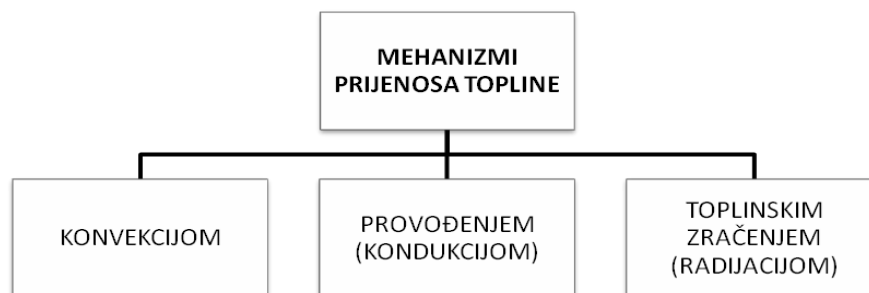 MEHANIZMI
PRIJENOSA TOPLINE
KONVEKCIJOM
PROVOĐENJEM
(KONDUKCIJOM)
TOPLINSKIM
ZRAČENJEM
(RADIJACIJOM)